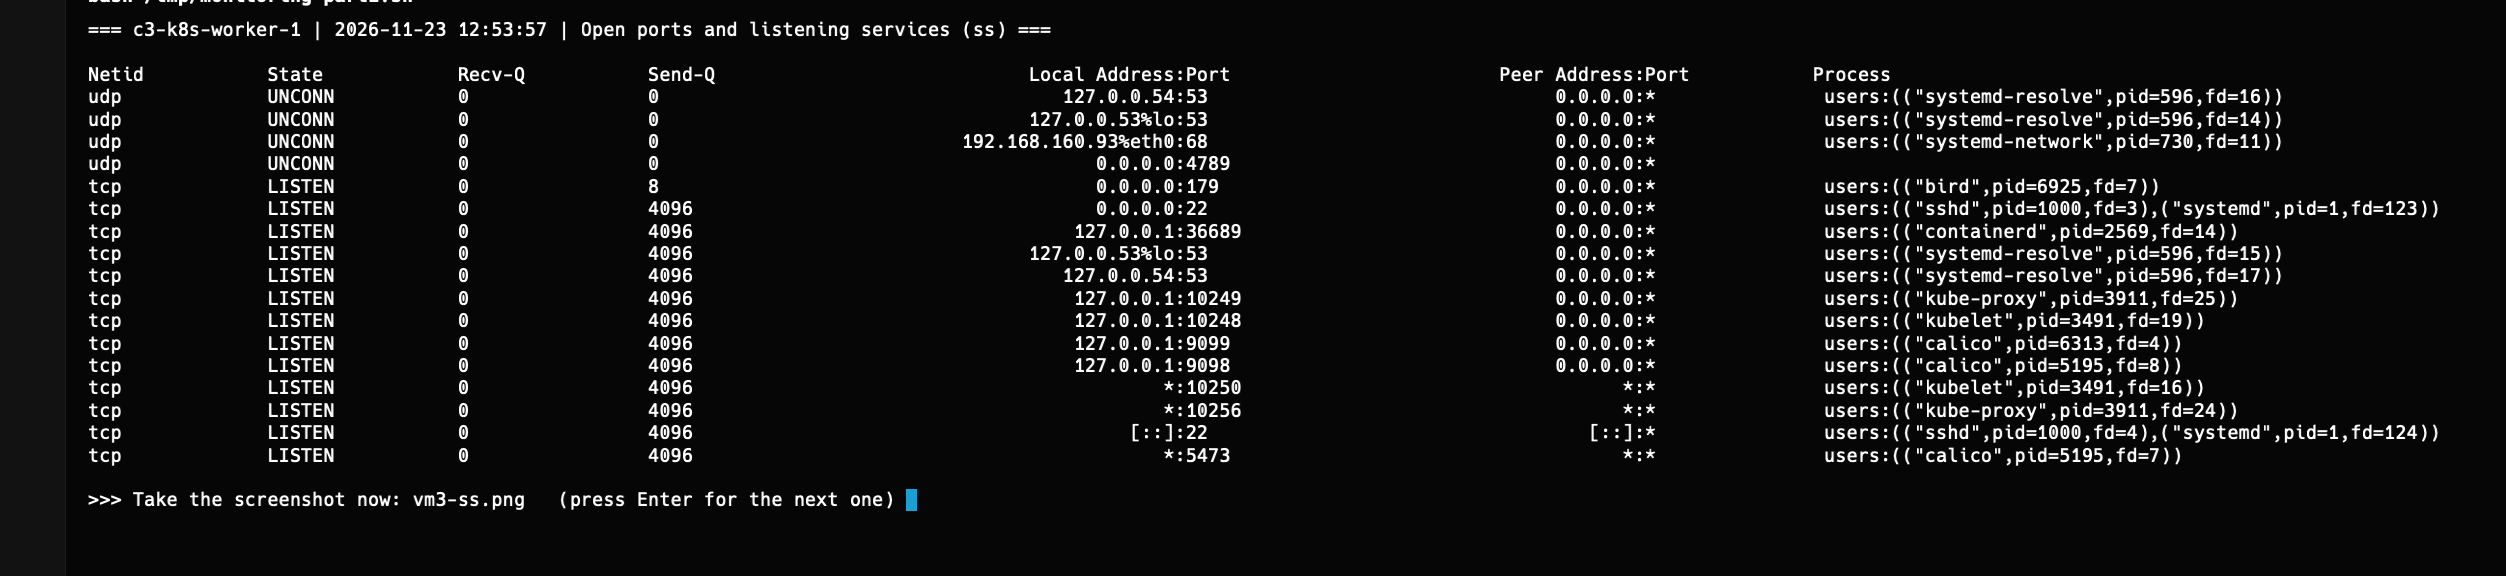 bash /tmp/monitoring-part2.sh
=== c3-k8s-worker-1 | 2026-11-23 12:53:57 | Open ports and listening services (ss) ===
Netid State Recv-Q Send-Q Local Address:Port Peer Address:Port Process
udp UNCONN 0 0 127.0.0.54:53 0.0.0.0:* users:(("systemd-resolve",pid=596,fd=16))
udp UNCONN 0 0 127.0.0.53%lo:53 0.0.0.0:* users:(("systemd-resolve",pid=596,fd=14))
udp UNCONN 0 0 192.168.160.93%eth0:68 0.0.0.0:* users:(("systemd-network",pid=730,fd=11))
udp UNCONN 0 0 0.0.0.0:4789 0.0.0.0:*
tcp LISTEN 0 8 0.0.0.0:179 0.0.0.0:* users:(("bird",pid=6925,fd=7))
tcp LISTEN 0 4096 0.0.0.0:22 0.0.0.0:* users:(("sshd",pid=1000,fd=3),("systemd",pid=1,fd=123))
tcp LISTEN 0 4096 127.0.0.1:36689 0.0.0.0:* users:(("containerd",pid=2569,fd=14))
tcp LISTEN 0 4096 127.0.0.53%lo:53 0.0.0.0:* users:(("systemd-resolve",pid=596,fd=15))
tcp LISTEN 0 4096 127.0.0.54:53 0.0.0.0:* users:(("systemd-resolve",pid=596,fd=17))
tcp LISTEN 0 4096 127.0.0.1:10249 0.0.0.0:* users:(("kube-proxy",pid=3911,fd=25))
tcp LISTEN 0 4096 127.0.0.1:10248 0.0.0.0:* users:(("kubelet",pid=3491,fd=19))
tcp LISTEN 0 4096 127.0.0.1:9099 0.0.0.0:* users:(("calico",pid=6313,fd=4))
tcp LISTEN 0 4096 127.0.0.1:9098 0.0.0.0:* users:(("calico",pid=5195,fd=8))
tcp LISTEN 0 4096 *:10250 *:* users:(("kubelet",pid=3491,fd=16))
tcp LISTEN 0 4096 *:10256 *:* users:(("kube-proxy",pid=3911,fd=24))
tcp LISTEN 0 4096 [::]:22 [::]:* users:(("sshd",pid=1000,fd=4),("systemd",pid=1,fd=124))
tcp LISTEN 0 4096 *:5473 *:* users:(("calico",pid=5195,fd=7))
>>> Take the screenshot now: vm3-ss.png (press Enter for the next one)